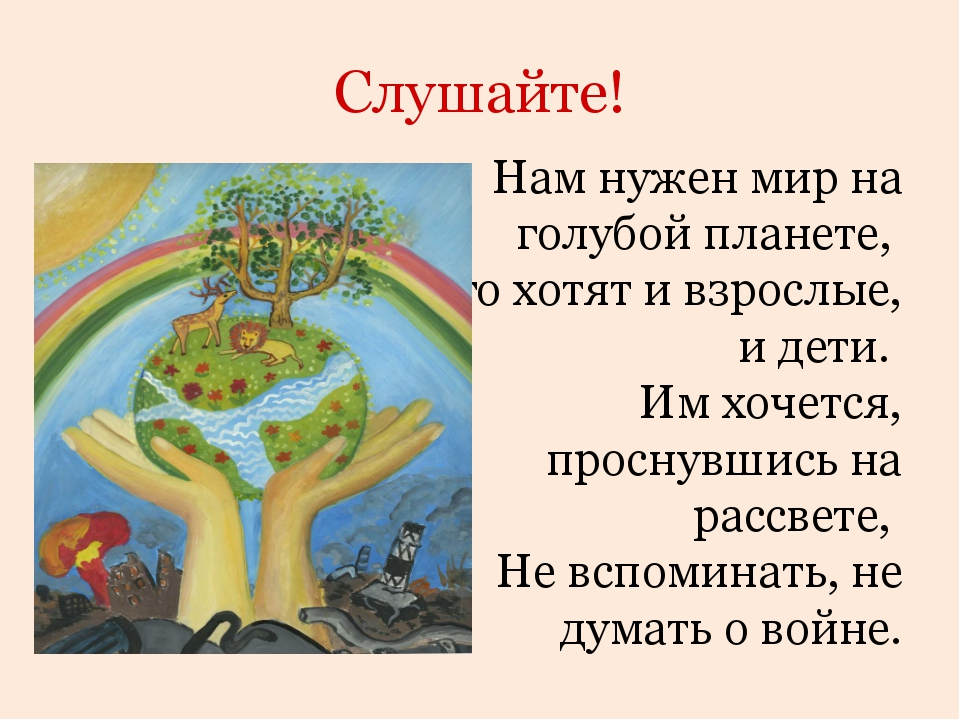 Слушайте!
Нам нужен мир на
голубой планете,
хотят и взрослые,
и дети.
Им хочется,
проснувшись на
рассвете,
Не вспоминать, не
думать о войне.